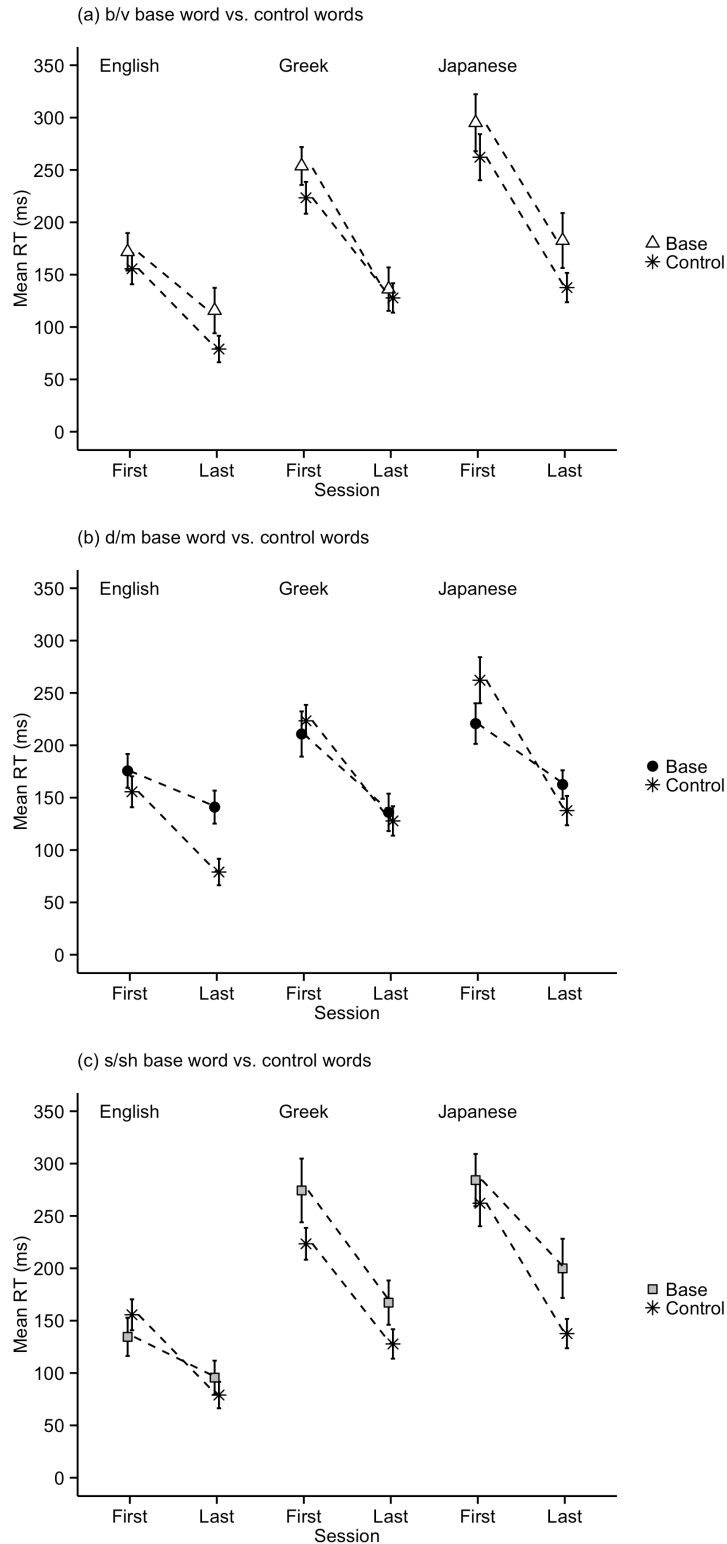 (a) b/v base word vs. control words
350
English
Greek
Japanese
300
250
200
150
100
50
0
Mean RT (ms)
Base
Control
First
Last
First
Last
First
Last
Session
(b) d/m base word vs. control words
350
English
Greek
Japanese
300
250
200
150
100
50
0
Mean RT (ms)
Base
Control
First
Last
First
Last
First
Last
Session
(c) s/sh base word vs. control words
350
English
Greek
Japanese
300
250
200
150
100
50
0
Mean RT (ms)
Base
Control
First
Last
First
Last
First
Last
Session